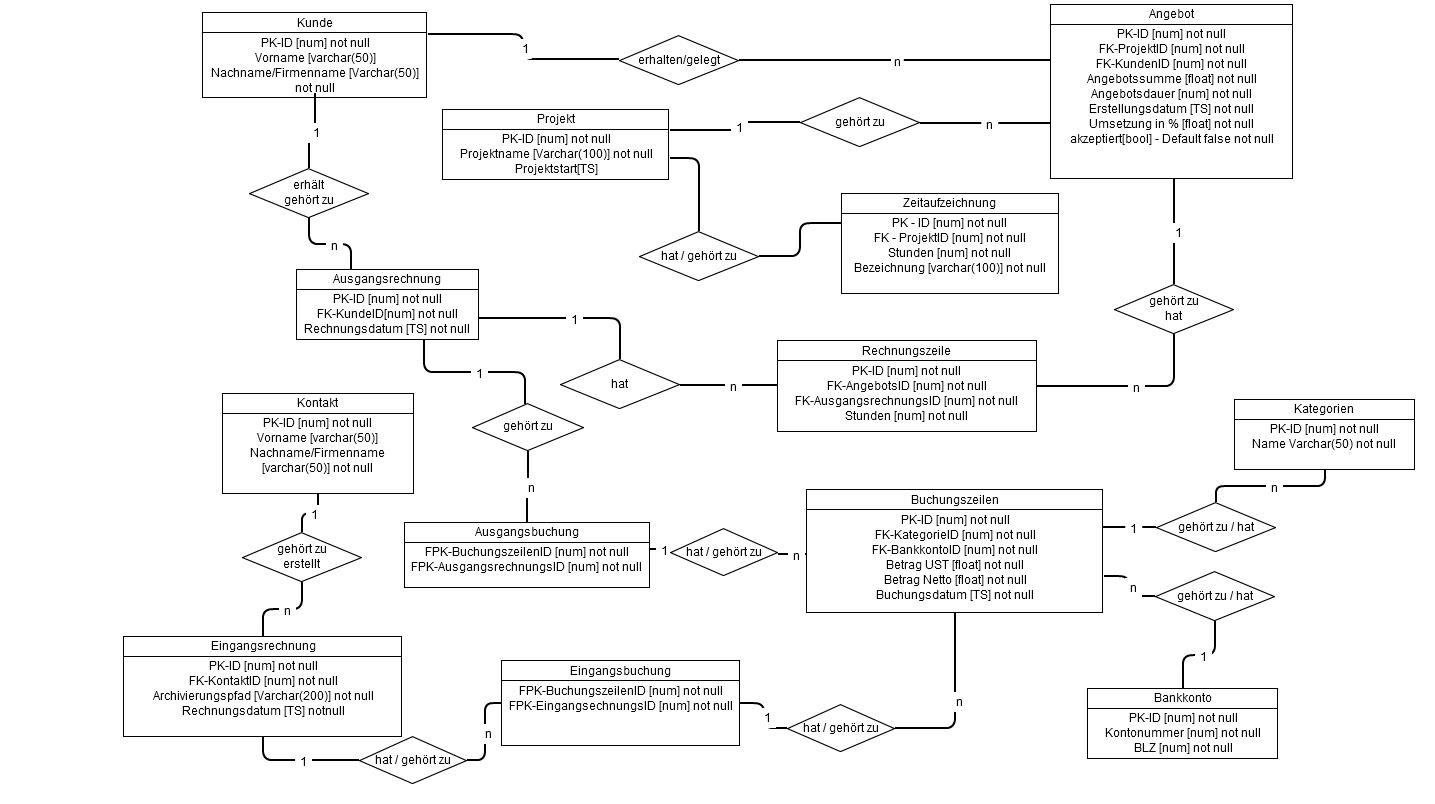 Kunde
PK-ID [num] not null
Vorname [varchar(50)]
Nachname/Firmenname [Varchar(50)]
not null
1
erhalten/gelegt
n
Angebot
PK-ID [num] not null
FK-ProjektID [num] not null
FK-KundenID [num] not null
Angebotssumme [float] not null
Angebotsdauer [num] not null
Erstellungsdatum [TS] not null
Umsetzung in % [float] not null
akzeptiert[bool] - Default false not null
Projekt
PK-ID [num] not null
Projektname [Varchar(100)] not null
Projektstart[TS]
1
gehört zu
n
1
erhält
gehört zu
n
hat / gehört zu
Zeitaufzeichnung
PK - ID [num] not null
FK - ProjektID [num] not null
Stunden [num] not null
Bezeichnung [varchar(100)] not null
1
gehört zu
hat
n
Ausgangsrechnung
PK-ID [num] not null
FK-KundeID[num] not null
Rechnungsdatum [TS] not null
1
hat
n
Rechnungszeile
PK-ID [num] not null
FK-AngebotsID [num] not null
FK-AusgangsrechnungsID [num] not null
Stunden [num] not null
1
gehört zu
n
Kontakt
PK-ID [num] not null
Vorname [varchar(50)]
Nachname/Firmenname
[varchar(50)] not null
1
gehört zu
erstellt
n
Kategorien
PK-ID [num] not null
Name Varchar(50) not null
n
gehört zu / hat
1
Ausgangsbuchung
FPK-BuchungszeilenID [num] not null
FPK-AusgangsrechnungsID [num] not null
1
hat / gehört zu
n
Buchungszeilen
PK-ID [num] not null
FK-KategorieID [num] not null
FK-BankkontoID [num] not null
Betrag UST [float] not null
Betrag Netto [float] not null
Buchungsdatum [TS] not null
n
gehört zu / hat
1
Eingangsrechnung
PK-ID [num] not null
FK-KontaktID [num] not null
Archivierungspfad [Varchar(200)] not null
Rechnungsdatum [TS] notnull
1
hat / gehört zu
n
Eingangsbuchung
FPK-BuchungszeilenID [num] not null
FPK-EingangsechnungsID [num] not null
1
hat / gehört zu
n
Bankkonto
PK-ID [num] not null
Kontonummer [num] not null
BLZ [num] not null